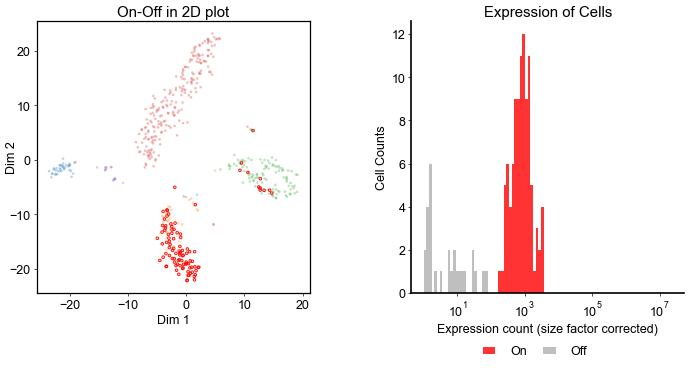 On-Off in 2D plot
Expression of Cells
Dim 2
20
10
0
−10
−20
−20 −10 0 10 20
Dim 1
Cell Counts
12
10
8
6
4
2
0
10^1 10^3 10^5 10^7
Expression count (size factor corrected)
On Off